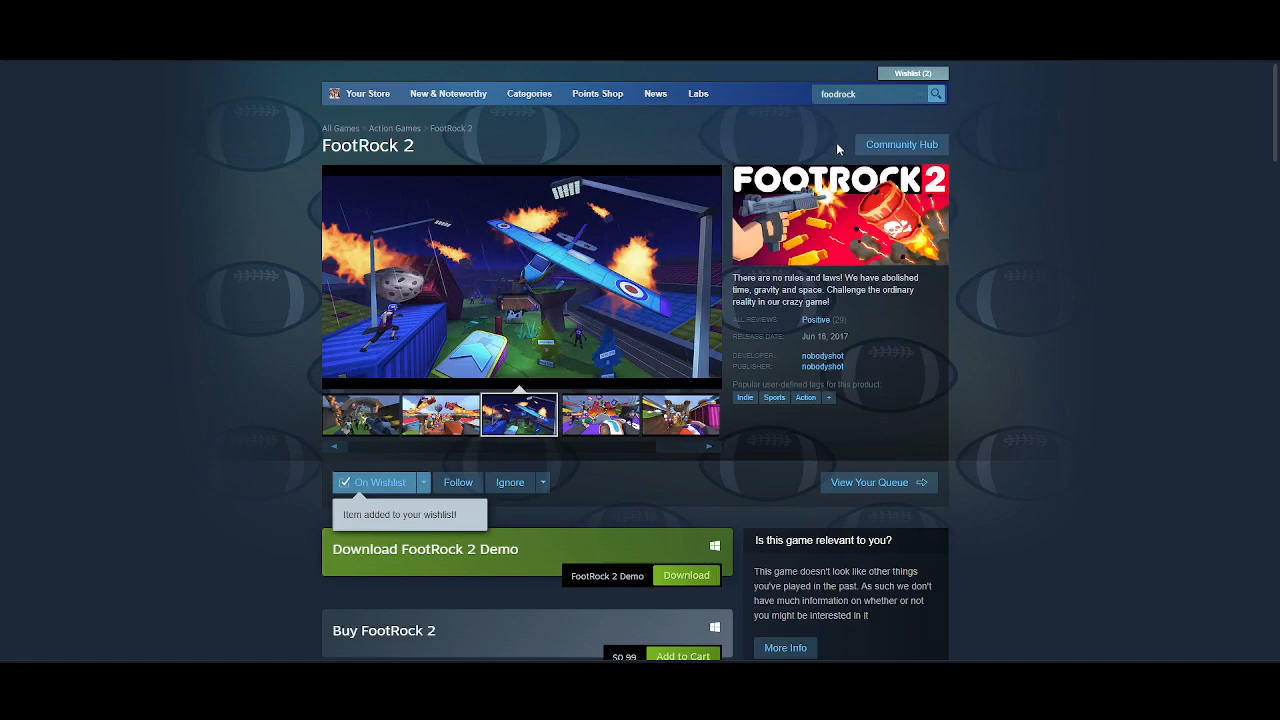 Wishlist (2)
Your Store
New & Noteworthy
Categories
Points Shop
News
Labs
foodrock
All Games > Action Games > FootRock 2
FootRock 2
Community Hub
FOOTROCK 2
There are no rules and laws! We have abolished
time, gravity and space. Challenge the ordinary
reality in our crazy game!
ALL REVIEWS: Positive (29)
RELEASE DATE: Jun 16, 2017
DEVELOPER: nobodyshot
PUBLISHER: nobodyshot
Popular user-defined tags for this product:
Indie Sports Action +
On Wishlist
Follow
Ignore
View Your Queue
Item added to your wishlist!
Download FootRock 2 Demo
FootRock 2 Demo
Download
Is this game relevant to you?
This game doesn't look like other things
you've played in the past. As such we don't
have much information on whether or not
you might be interested in it
More Info
Buy FootRock 2
$0.99
Add to Cart